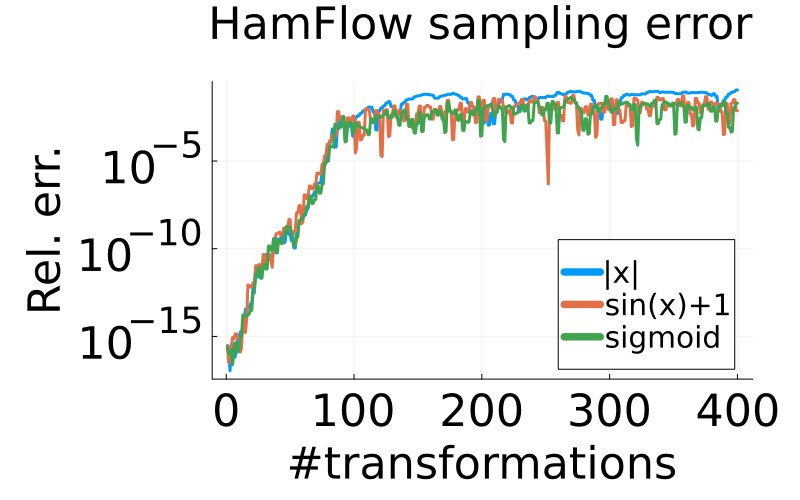 HamFlow sampling error
Rel. err.
10⁻⁵
10⁻¹⁰
10⁻¹⁵
|x|
sin(x)+1
sigmoid
0 100 200 300 400
#transformations